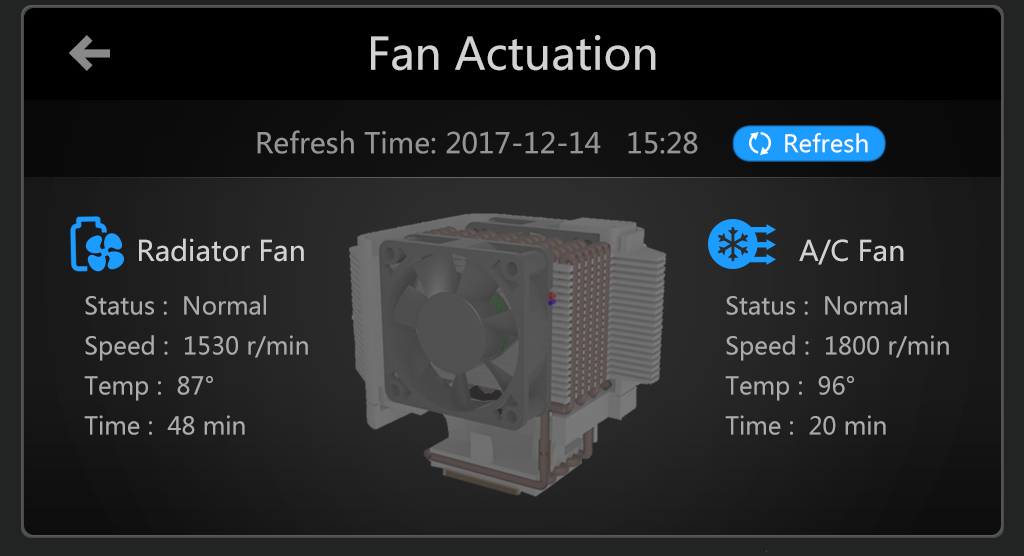 Fan Actuation
Refresh Time: 2017-12-14 15:28 Refresh
Radiator Fan
Status : Normal
Speed : 1530 r/min
Temp : 87°
Time : 48 min
A/C Fan
Status : Normal
Speed : 1800 r/min
Temp : 96°
Time : 20 min